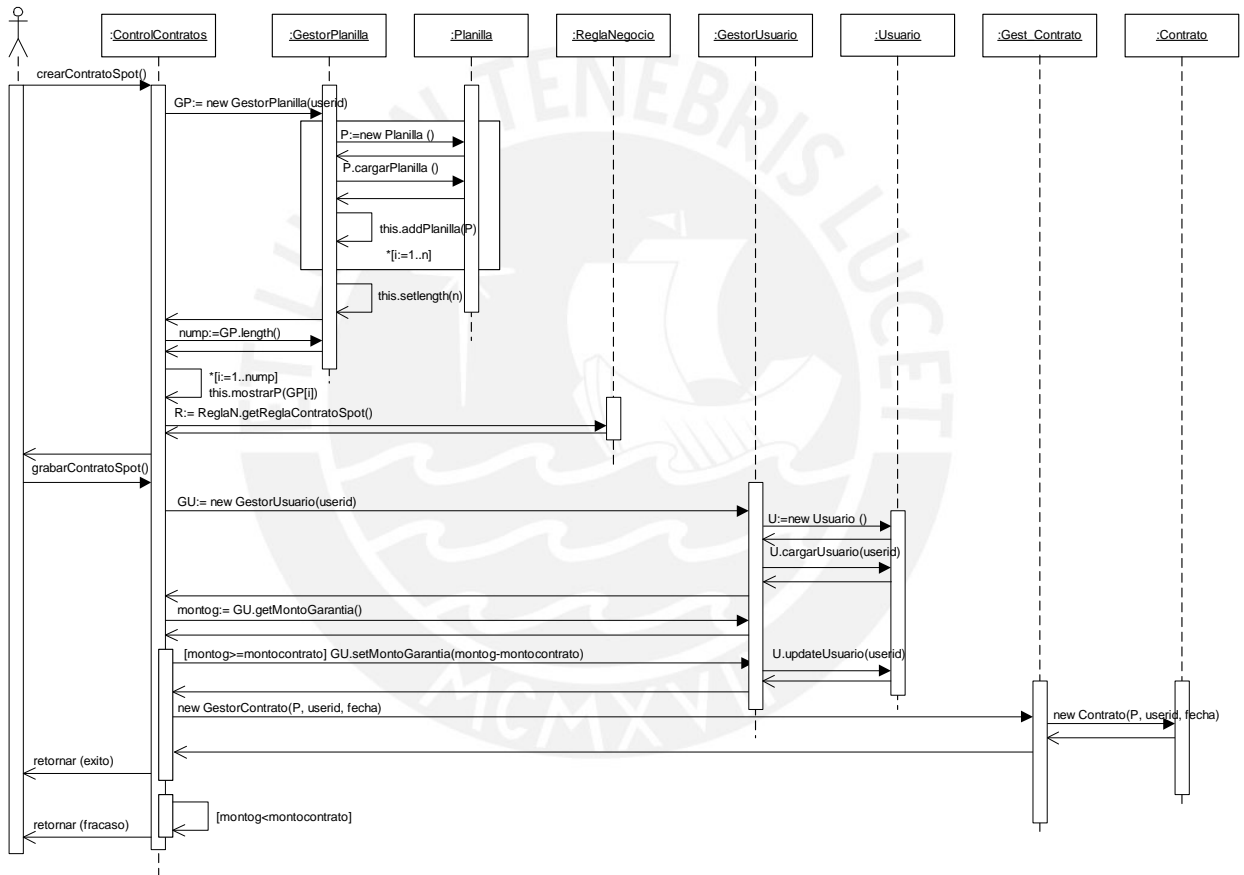 :ControlContratos
:GestorPlanilla
:Planilla
:ReglaNegocio
:GestorUsuario
:Usuario
:Gest_Contrato
:Contrato
crearContratoSpot()
GP:= new GestorPlanilla(userid)
P:=new Planilla ()
P.cargarPlanilla ()
this.addPlanilla(P)
*[i:=1..n]
this.setlength(n)
nump:=GP.length()
*[i:=1..nump]
this.mostrarP(GP[i])
R:= ReglaN.getReglaContratoSpot()
grabarContratoSpot()
GU:= new GestorUsuario(userid)
U:=new Usuario ()
U.cargarUsuario(userid)
montog:= GU.getMontoGarantia()
[montog>=montocontrato] GU.setMontoGarantia(montog-montocontrato)
U.updateUsuario(userid)
new GestorContrato(P, userid, fecha)
new Contrato(P, userid, fecha)
retornar (exito)
[montog<montocontrato]
retornar (fracaso)
TENEBRIS LUCET